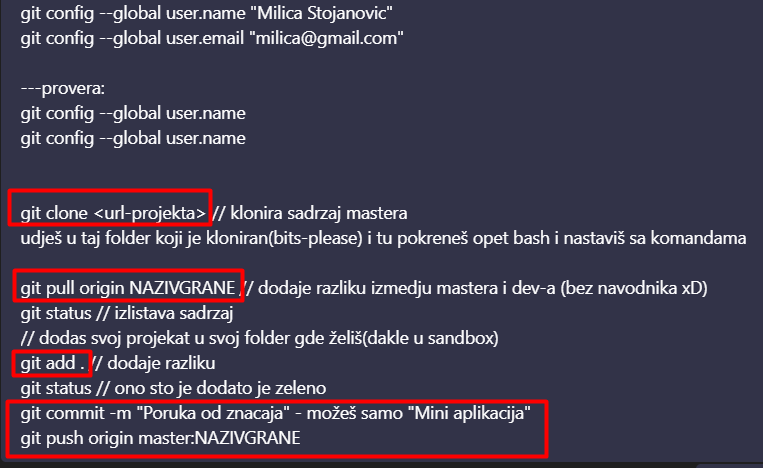 git config --global user.name "Milica Stojanovic"
git config --global user.email "milica@gmail.com"
---provera:
git config --global user.name
git config --global user.name
git clone <url-projekta> // klonira sadrzaj mastera
udješ u taj folder koji je kloniran(bits-please) i tu pokreneš opet bash i nastaviš sa komandama
git pull origin NAZIVGRANE // dodaje razliku izmedju mastera i dev-a (bez navodnika xD)
git status // izlistava sadrzaj
// dodas svoj projekat u svoj folder gde želiš(dakle u sandbox)
git add . // dodaje razliku
git status // ono sto je dodato je zeleno
git commit -m "Poruka od znacaja" - možeš samo "Mini aplikacija"
git push origin master:NAZIVGRANE